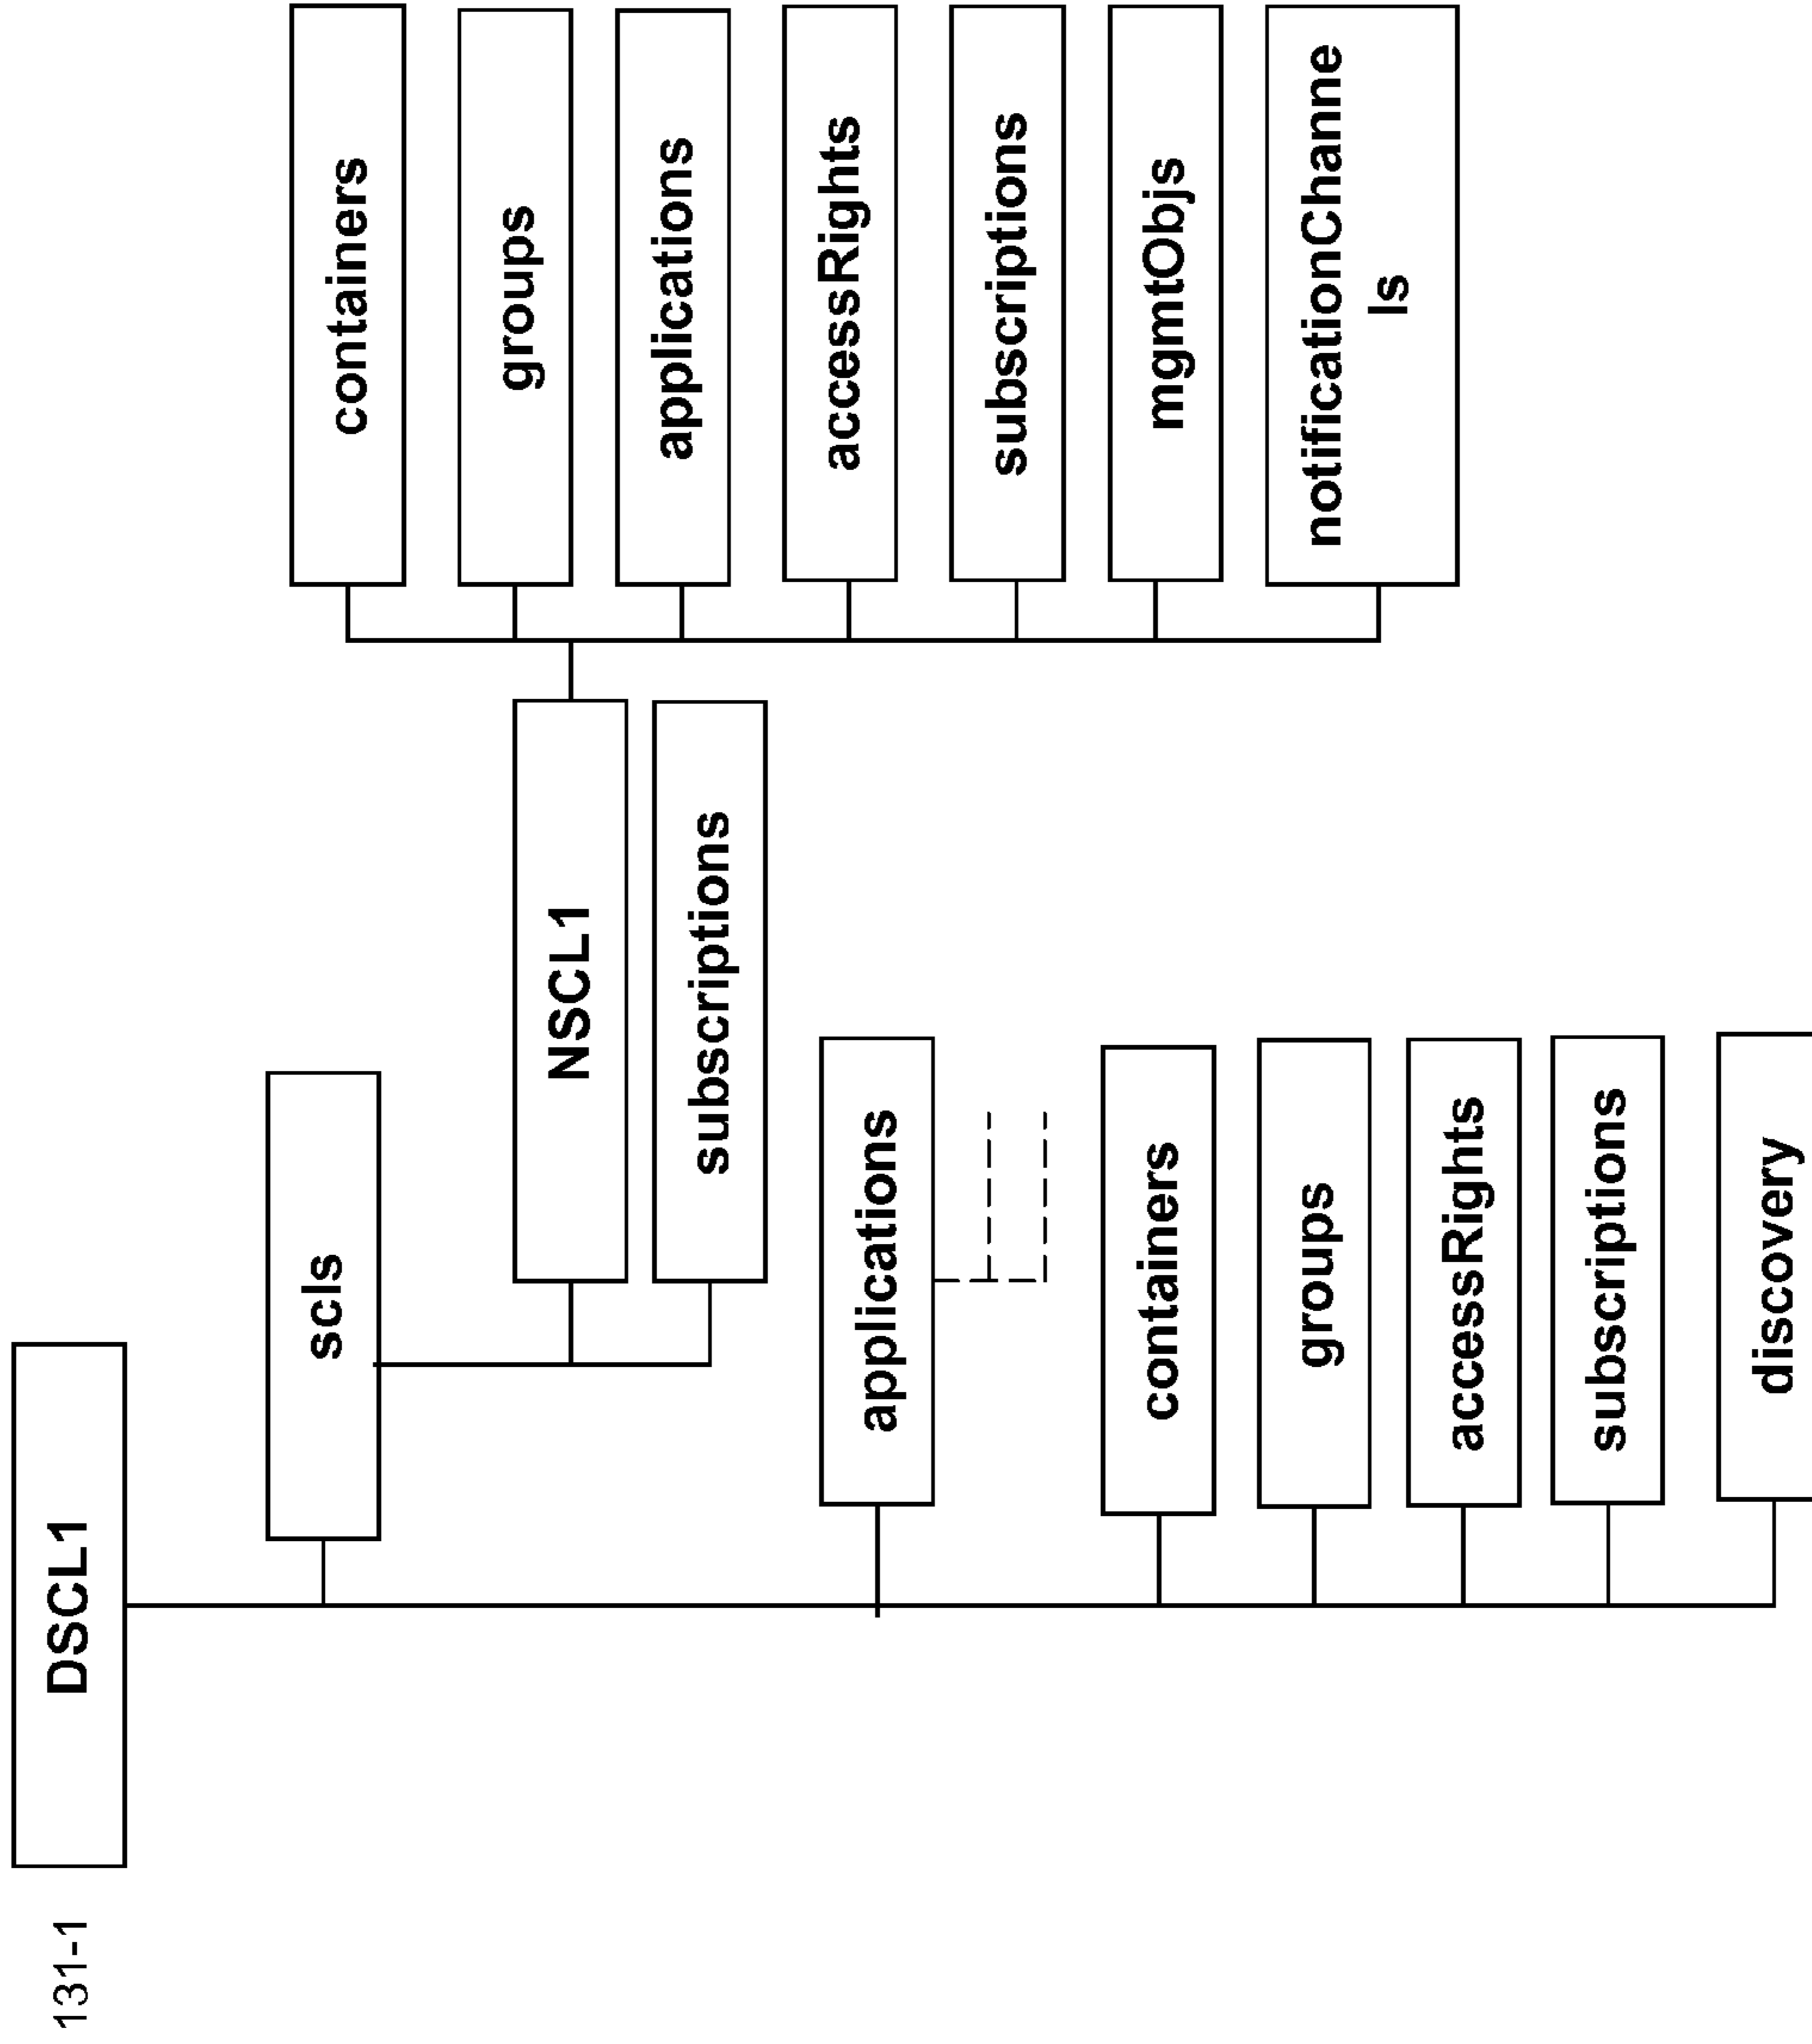 131-1
DSCL1
scls
NSCL1
containers
groups
applications
accessRights
subscriptions
mgmtObjs
notificationChanne
ls
subscriptions
applications
containers
groups
accessRights
subscriptions
discovery